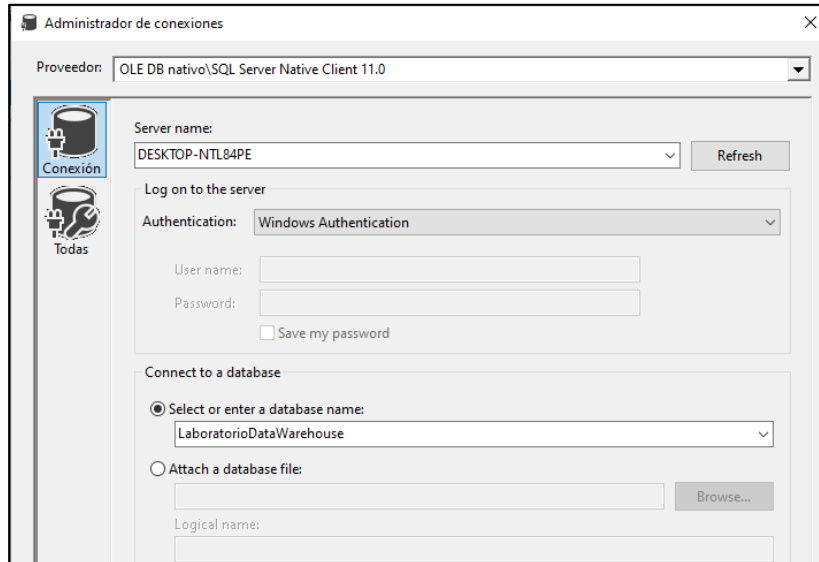 Administrador de conexiones
Proveedor: OLE DB nativo\SQL Server Native Client 11.0
Conexión
Todas
Server name:
DESKTOP-NTL84PE
Refresh
Log on to the server
Authentication: Windows Authentication
User name:
Password:
Save my password
Connect to a database
Select or enter a database name:
LaboratorioDataWarehouse
Attach a database file:
Browse...
Logical name: